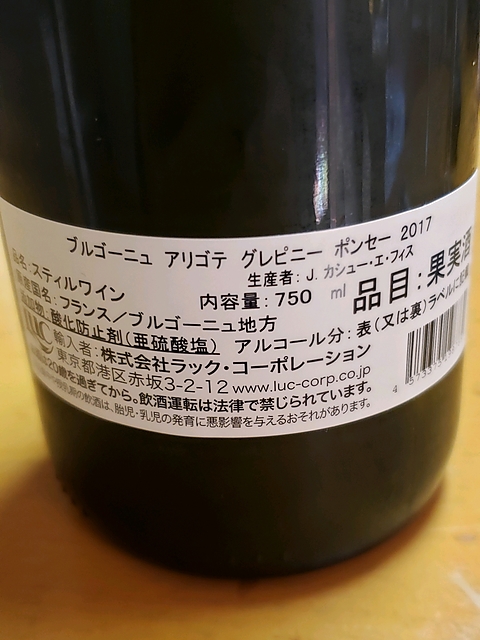 ブルゴーニュ アリゴテ グレピニー ポンセー 2017
品名:スティルワイン
生産者: J. カシュー・エ・フィス
原産国名:フランス/ブルゴーニュ地方
内容量:750 ml
品目:果実酒
添加物:酸化防止剤(亜硫酸塩)
アルコール分:表(又は裏)ラベルに
LUC
輸入者:株式会社ラック・コーポレーション
東京都港区赤坂3-2-12 www.luc-corp.co.jp
20歳を過ぎてから。飲酒運転は法律で禁じられています。
の飲酒は、胎児・乳児の発育に悪影響を与えるおそれがあります。